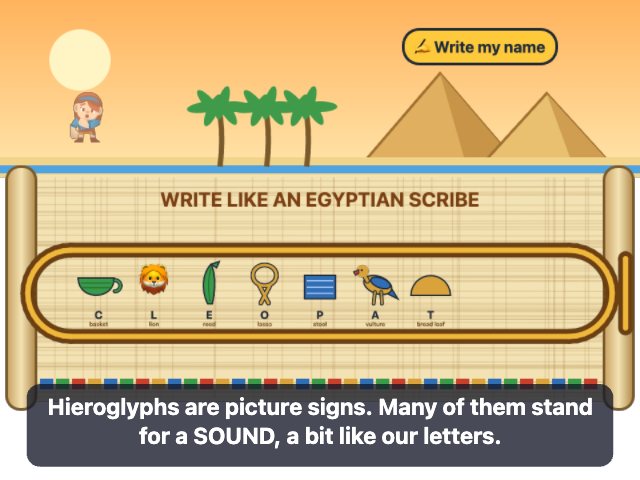 Write my name
WRITE LIKE AN EGYPTIAN SCRIBE
C L E O P A T
basket lion reed lasso stool vulture bread loaf
Hieroglyphs are picture signs. Many of them stand
for a SOUND, a bit like our letters.